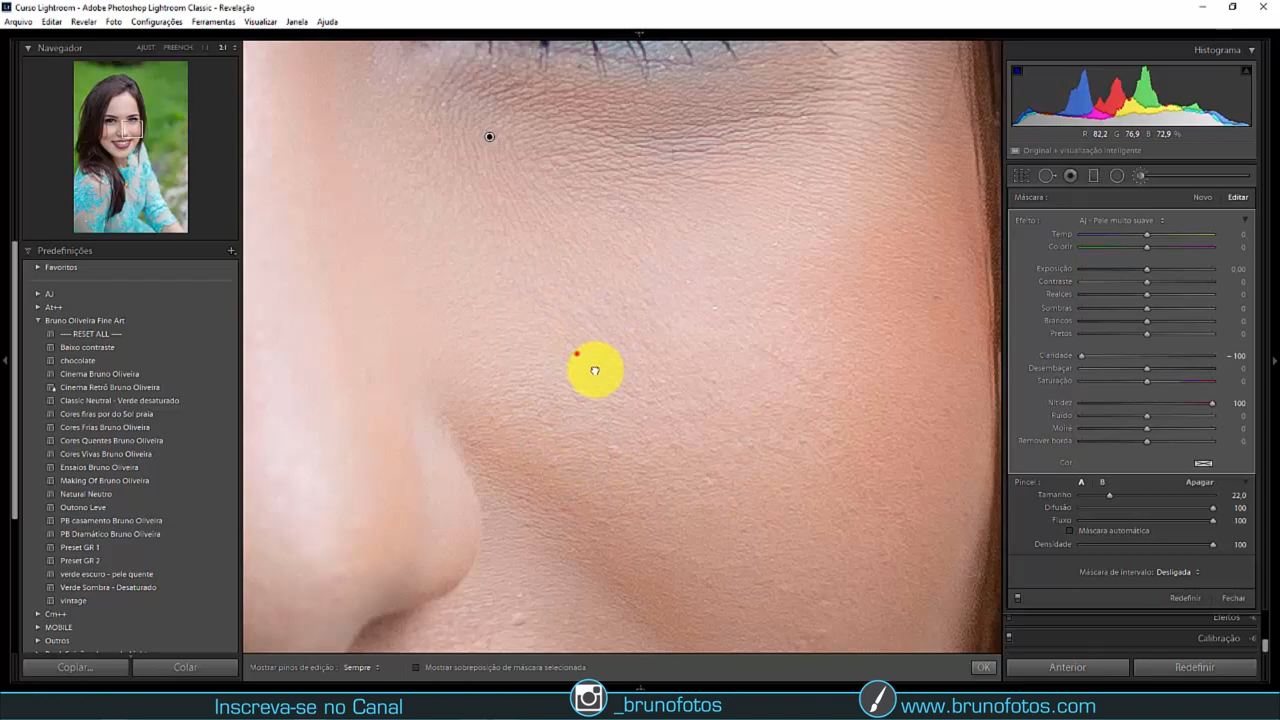 Curso Lightroom - Adobe Photoshop Lightroom Classic - Revelação
Arquivo Editar Revelar Foto Configurações Ferramentas Visualizar Janela Ajuda
Navegador AJUST. PREENCH. 1:1 2:1
Predefinições
Favoritos
AJ
At++
Bruno Oliveira Fine Art
---- RESET ALL ----
Baixo contraste
chocolate
Cinema Bruno Oliveira
Cinema Retrô Bruno Oliveira
Classic Neutral - Verde desaturado
Cores firas por do Sol praia
Cores Frias Bruno Oliveira
Cores Quentes Bruno Oliveira
Cores Vivas Bruno Oliveira
Ensaios Bruno Oliveira
Making Of Bruno Oliveira
Natural Neutro
Outono Leve
PB casamento Bruno Oliveira
PB Dramático Bruno Oliveira
Preset GR 1
Preset GR 2
verde escuro - pele quente
Verde Sombra - Desaturado
vintage
Cm++
MOBILE
Outros
Copiar... Colar
Mostrar pinos de edição : Sempre Mostrar sobreposição de máscara selecionada OK
Histograma
R 82,2 G 76,9 B 72,9 %
Original + visualização inteligente
Máscara : Novo Editar
Efeito : Aj - Pele muito suave
Temp 0
Colorir 0
Exposição 0,00
Contraste 0
Realces 0
Sombras 0
Brancos 0
Pretos 0
Claridade - 100
Desembaçar 0
Saturação 0
Nitidez 100
Ruído 0
Moire 0
Remover borda 0
Cor
Pincel : A B Apagar
Tamanho 22,0
Difusão 100
Fluxo 100
Máscara automática
Densidade 100
Máscara de intervalo: Desligada
Redefinir Fechar
Efeitos
Calibração
Anterior Redefinir
Inscreva-se no Canal _brunofotos www.brunofotos.com